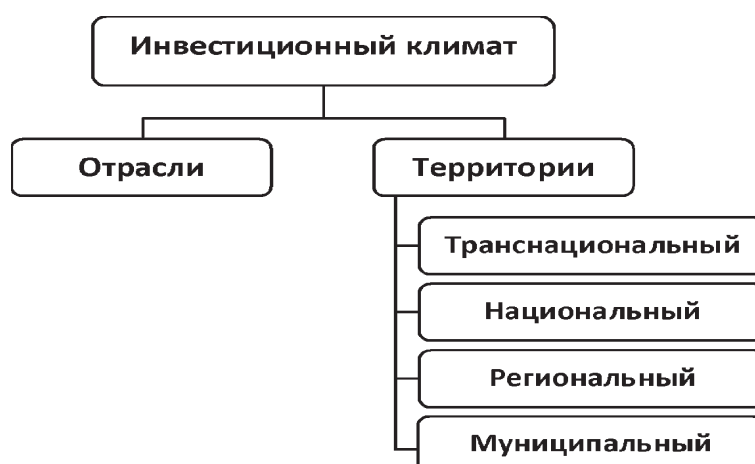 Инвестиционный климат
Отрасли
Территории
Транснациональный
Национальный
Региональный
Муниципальный